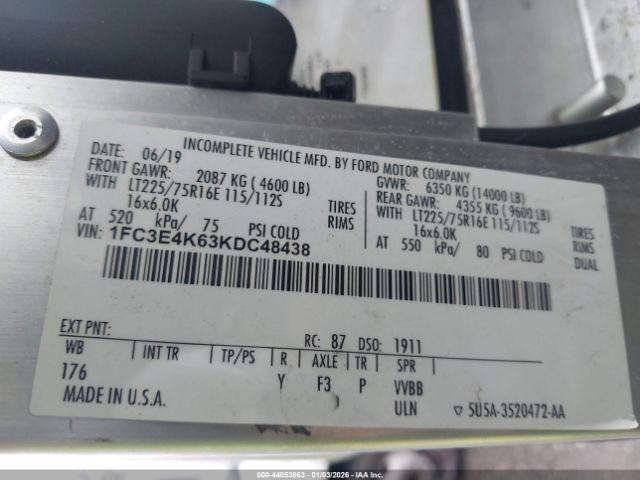 INCOMPLETE VEHICLE MFD. BY FORD MOTOR COMPANY
DATE: 06/19 GVWR: 6350 KG (14000 LB)
FRONT GAWR: 2087 KG ( 4600 LB) REAR GAWR: 4355 KG ( 9600 LB)
WITH LT225/75R16E 115/112S TIRES WITH LT225/75R16E 115/112S TIRES
16x6.0K RIMS 16x6.0K RIMS
AT 520 kPa/ 75 PSI COLD AT 550 kPa/ 80 PSI COLD DUAL
VIN: 1FC3E4K63KDC48438
EXT PNT: RC: 87 DSO: 1911
WB INT TR TP/PS R AXLE TR SPR
176 Y F3 P VVBB
MADE IN U.S.A. ULN ▽ 5U5A-3520472-AA
000-44053863 - 01/03/2026 - IAA, Inc.